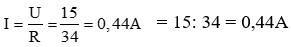 I = U/R = 15/34 = 0,44A = 15: 34 = 0,44A